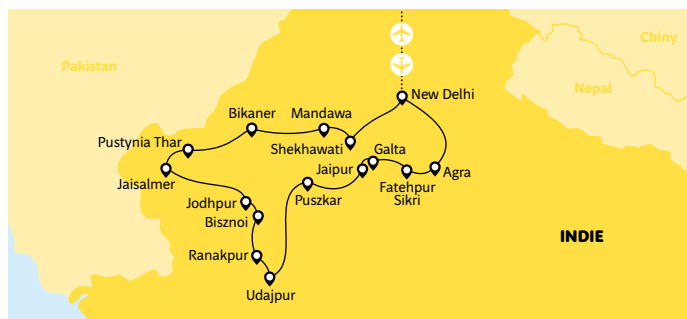 Chiny
Pakistan
Nepal
New Delhi
Bikaner
Mandawa
Pustynia Thar
Shekhawati
Galta
Jaipur
Agra
Jaisalmer
Fatehpur
Sikri
Jodhpur
Puszkar
Bisznoi
INDIE
Ranakpur
Udajpur